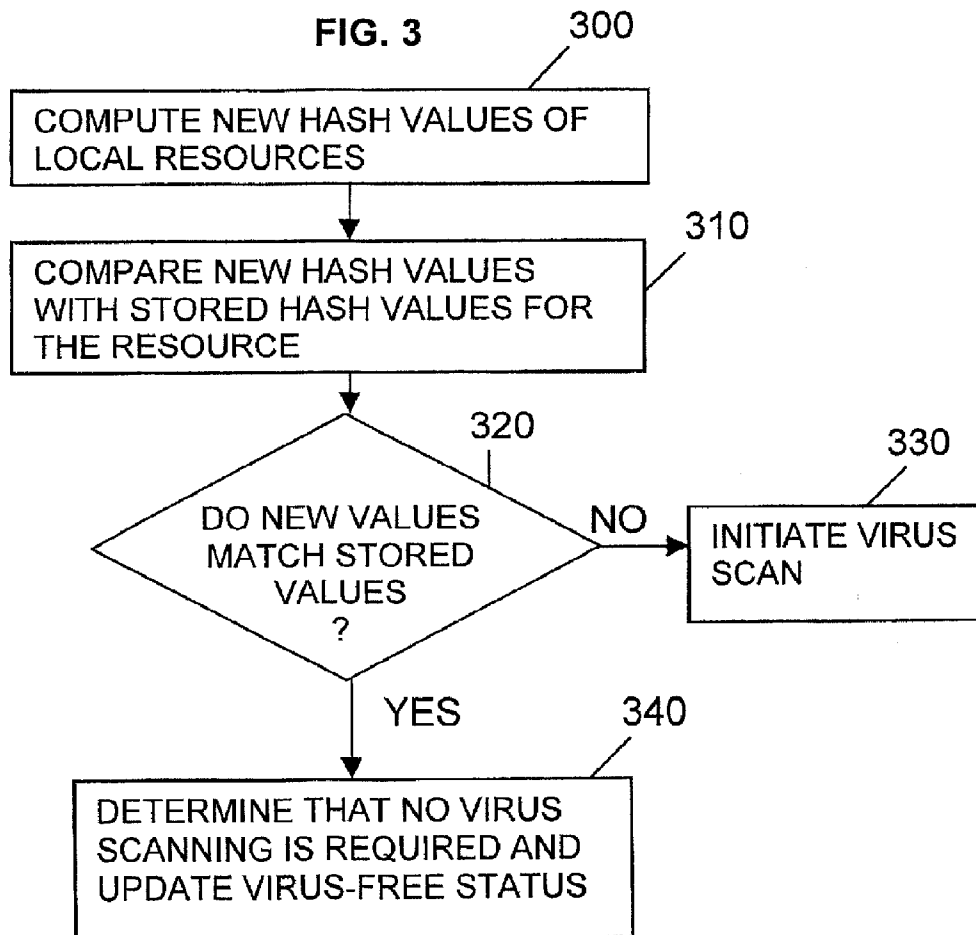 FIG. 3
300
COMPUTE NEW HASH VALUES OF
LOCAL RESOURCES
310
COMPARE NEW HASH VALUES
WITH STORED HASH VALUES FOR
THE RESOURCE
320
DO NEW VALUES
MATCH STORED
VALUES
?
NO
330
INITIATE VIRUS
SCAN
YES
340
DETERMINE THAT NO VIRUS
SCANNING IS REQUIRED AND
UPDATE VIRUS-FREE STATUS